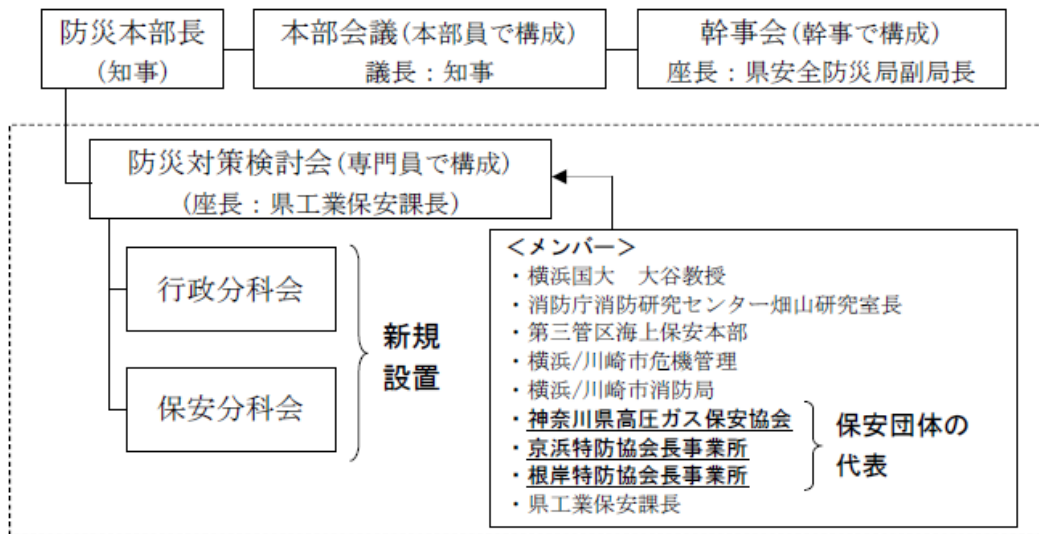 防災本部長
(知事)
本部会議(本部員で構成)
議長：知事
幹事会(幹事で構成)
座長：県安全防災局副局長
防災対策検討会(専門員で構成)
(座長：県工業保安課長)
行政分科会
保安分科会
新規
設置
＜メンバー＞
・横浜国大　大谷教授
・消防庁消防研究センター畑山研究室長
・第三管区海上保安本部
・横浜/川崎市危機管理
・横浜/川崎市消防局
・神奈川県高圧ガス保安協会
・京浜特防協会長事業所
・根岸特防協会長事業所
・県工業保安課長
保安団体の
代表